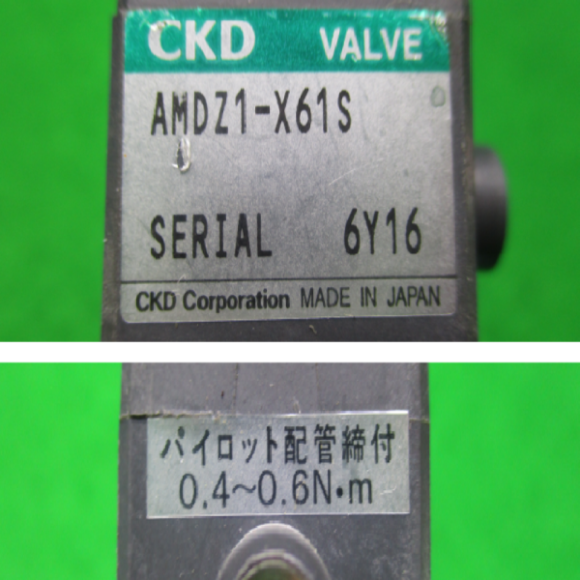 CKD VALVE
AMDZ1-X61S
SERIAL 6Y16
CKD Corporation MADE IN JAPAN
パイロット配管締付
0.4～0.6N･m